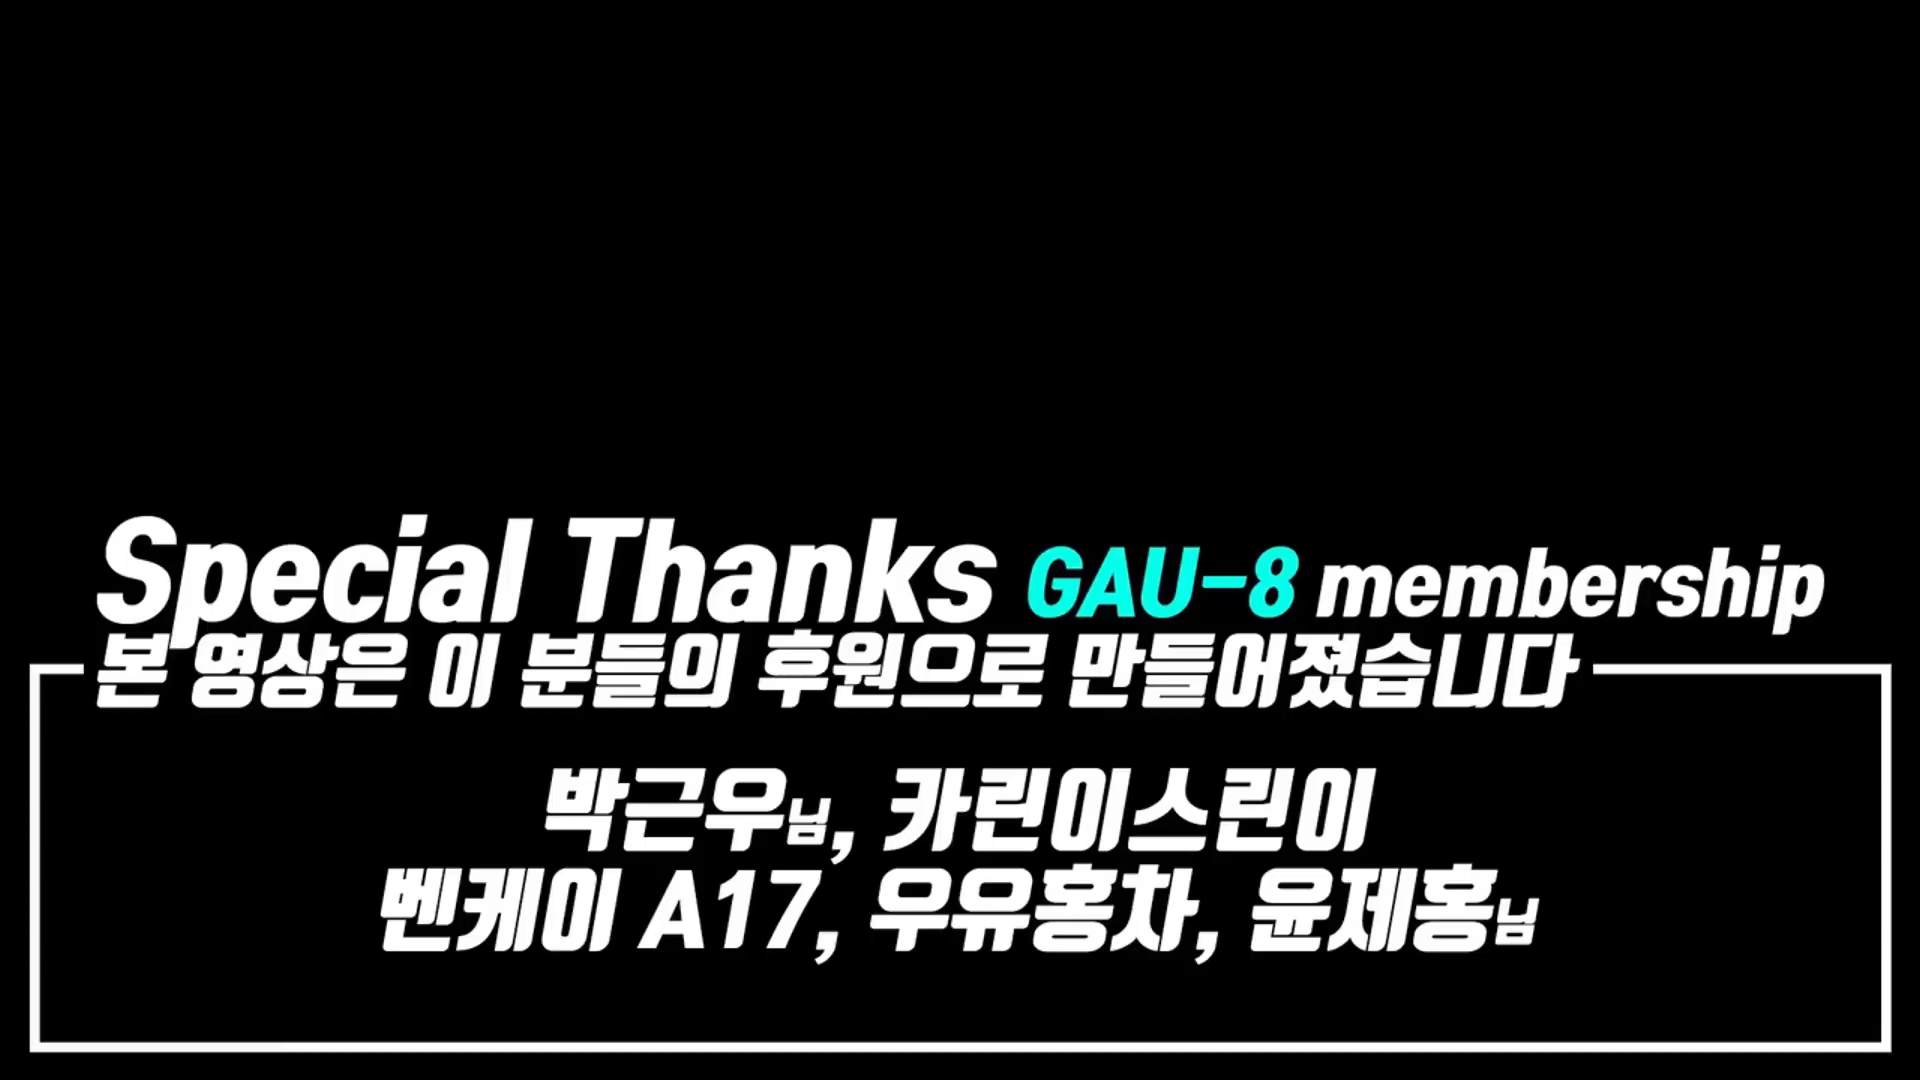 Special Thanks GAU-8 membership
본 영상은 이 분들의 후원으로 만들어졌습니다
박근우님, 카린이스린이
벤케이 A17, 우유홍차, 윤제홍님